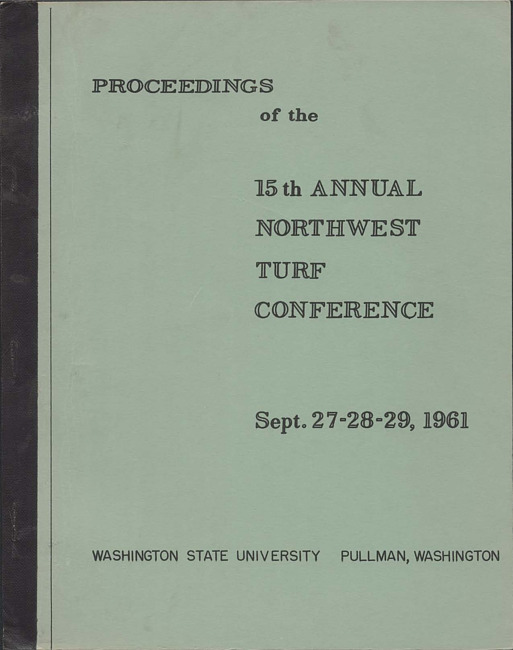 PROCEEDINGS
of the
15th ANNUAL
NORTHWEST
TURF
CONFERENCE
Sept. 27-28-29, 1961
WASHINGTON STATE UNIVERSITY PULLMAN, WASHINGTON